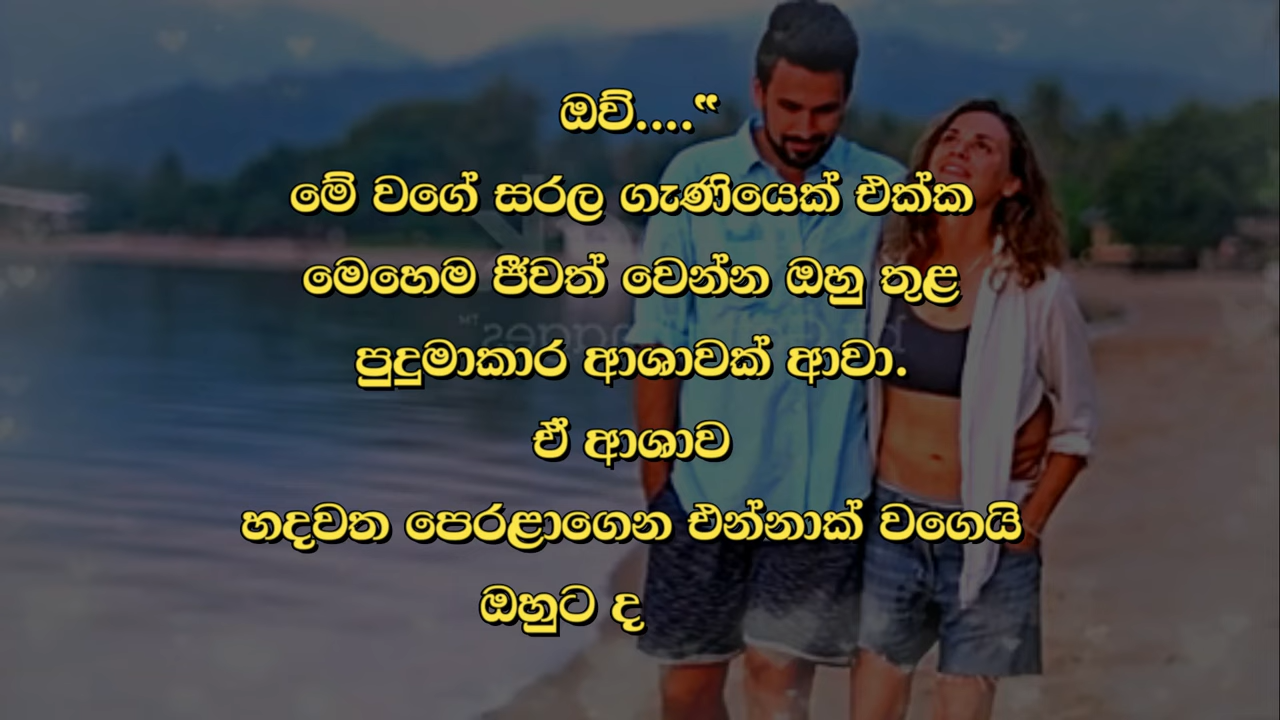 ඔව්....“
මේ වගේ සරල ගැණියෙක් එක්ක
මෙහෙම ජීවත් වෙන්න ඔහු තුළ
පුදුමාකාර ආශාවක් ආවා.
ඒ ආශාව
හදවත පෙරළාගෙන එන්නාක් වගෙයි
ඔහුට ද